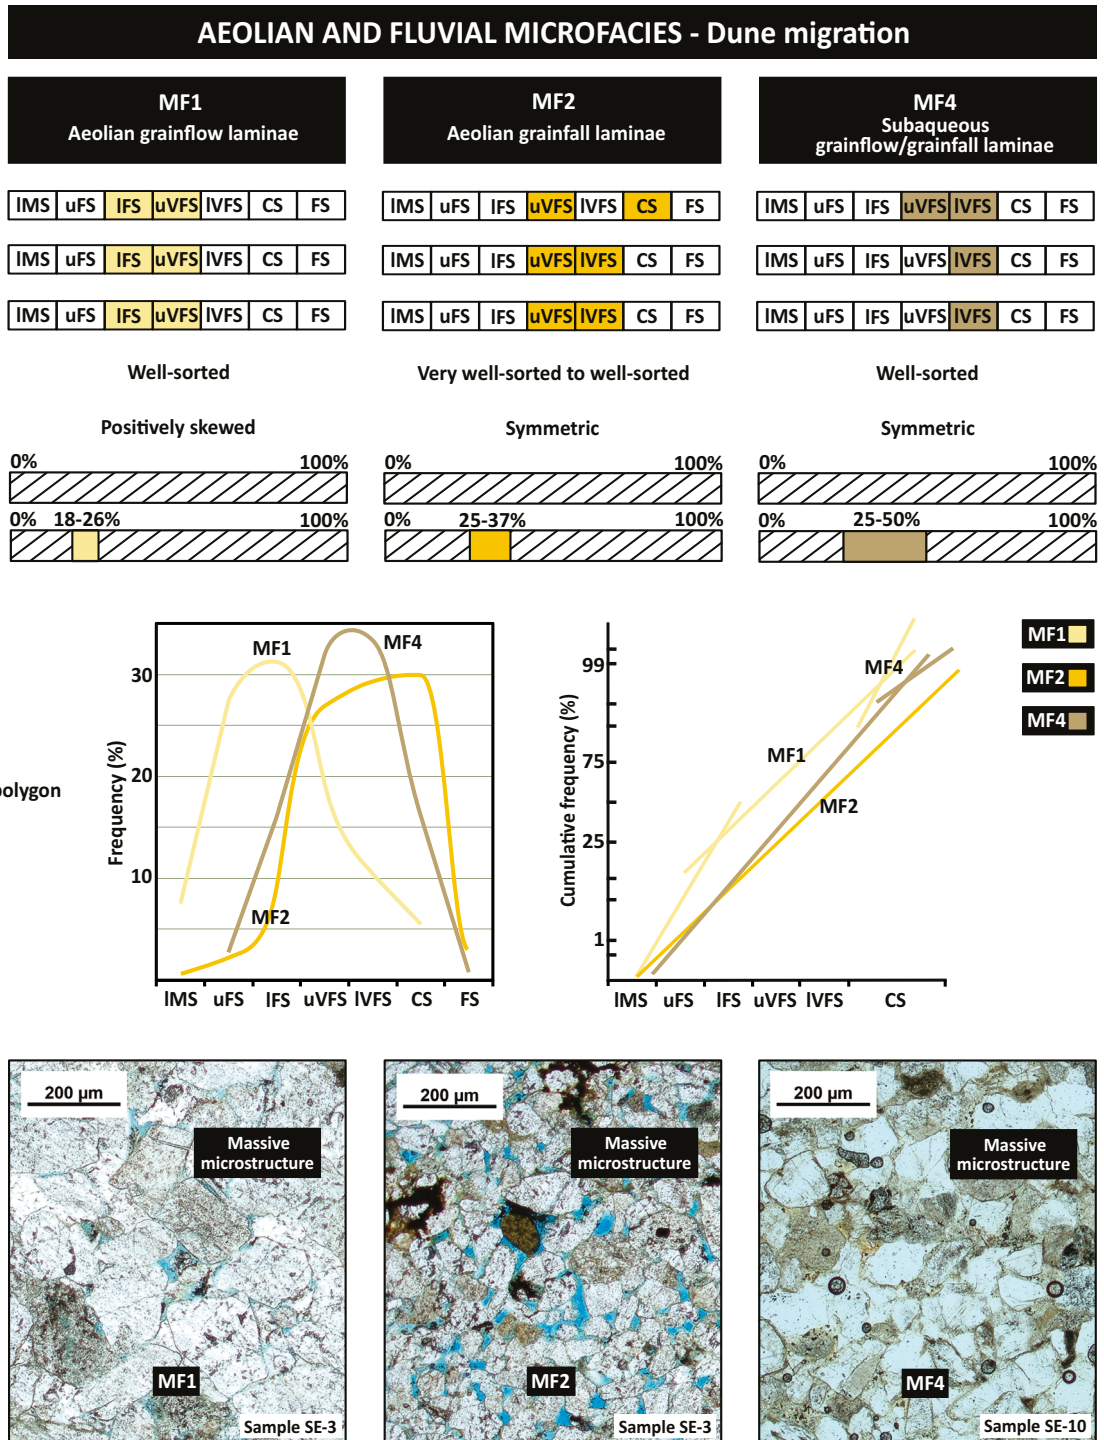 AEOLIAN AND FLUVIAL MICROFACIES - Dune migration
MF1
Aeolian grainflow laminae
MF2
Aeolian grainfall laminae
MF4
Subaqueous
grainflow/grainfall laminae
lMS uFS lFS uVFS lVFS CS FS
lMS uFS lFS uVFS lVFS CS FS
lMS uFS lFS uVFS lVFS CS FS
lMS uFS lFS uVFS lVFS CS FS
lMS uFS lFS uVFS lVFS CS FS
lMS uFS lFS uVFS lVFS CS FS
lMS uFS lFS uVFS lVFS CS FS
lMS uFS lFS uVFS lVFS CS FS
lMS uFS lFS uVFS lVFS CS FS
Well-sorted
Very well-sorted to well-sorted
Well-sorted
Positively skewed
Symmetric
Symmetric
0% 100%
0% 100%
0% 100%
0% 18-26% 100%
0% 25-37% 100%
0% 25-50% 100%
polygon
Frequency (%)
30
20
10
MF1
MF4
MF2
lMS uFS lFS uVFS lVFS CS FS
Cumulative frequency (%)
99
75
25
1
MF4
MF1
MF2
lMS uFS lFS uVFS lVFS CS
MF1
MF2
MF4
200 µm
Massive
microstructure
MF1
Sample SE-3
200 µm
Massive
microstructure
MF2
Sample SE-3
200 µm
Massive
microstructure
MF4
Sample SE-10